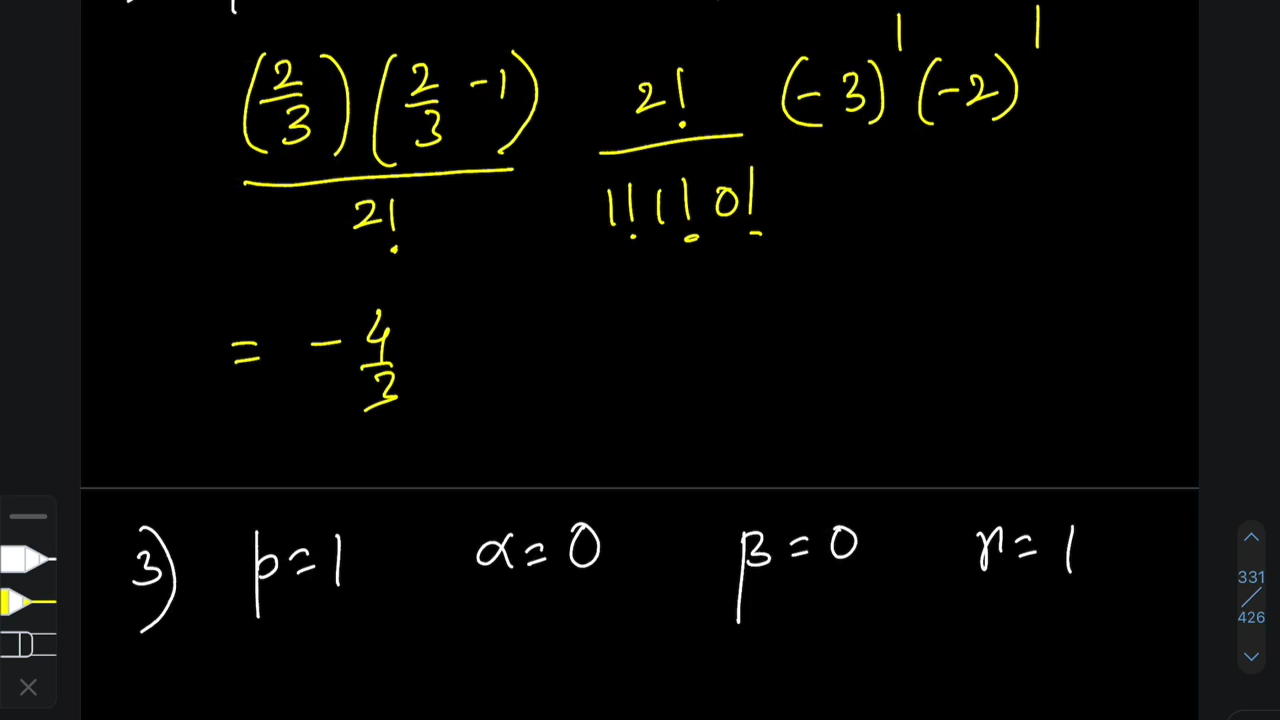 (2/3)(2/3 -1)/2! 2!/1!1!0! (-3)^1 (-2)^1
= -4/3
3) p=1 α=0 β=0 r=1
331
/
426